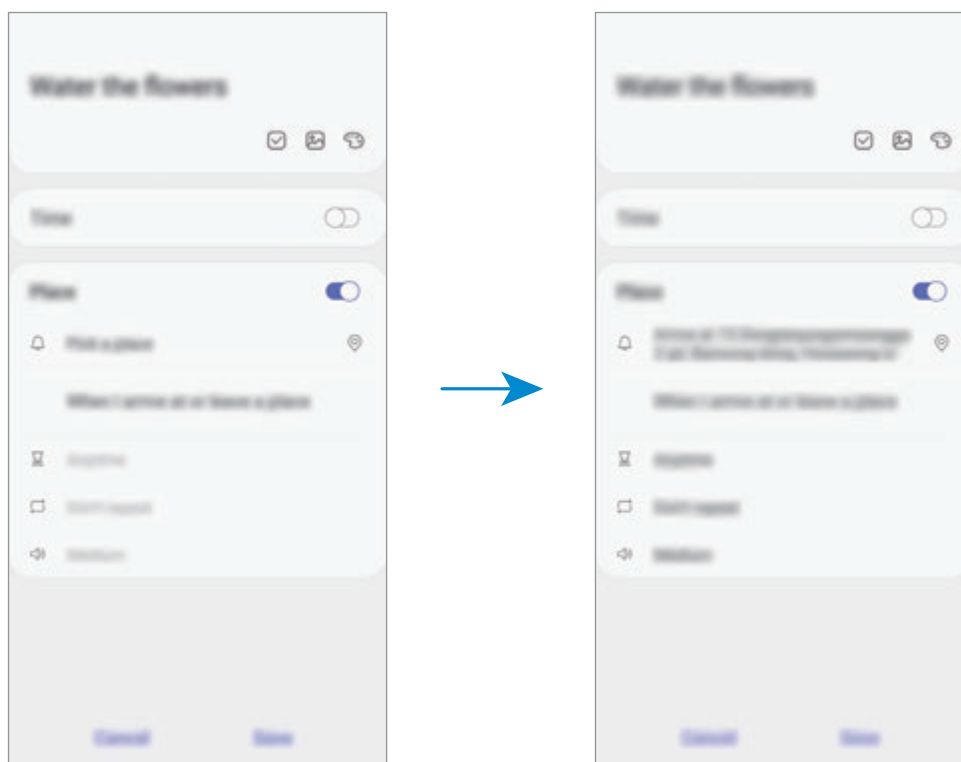 Water the flowers
Time
Place
Pick a place
When I arrive at or leave a place
Anytime
Don't repeat
Medium
Cancel
Save
Water the flowers
Time
Place
When I arrive at or leave a place
Anytime
Don't repeat
Medium
Cancel
Save